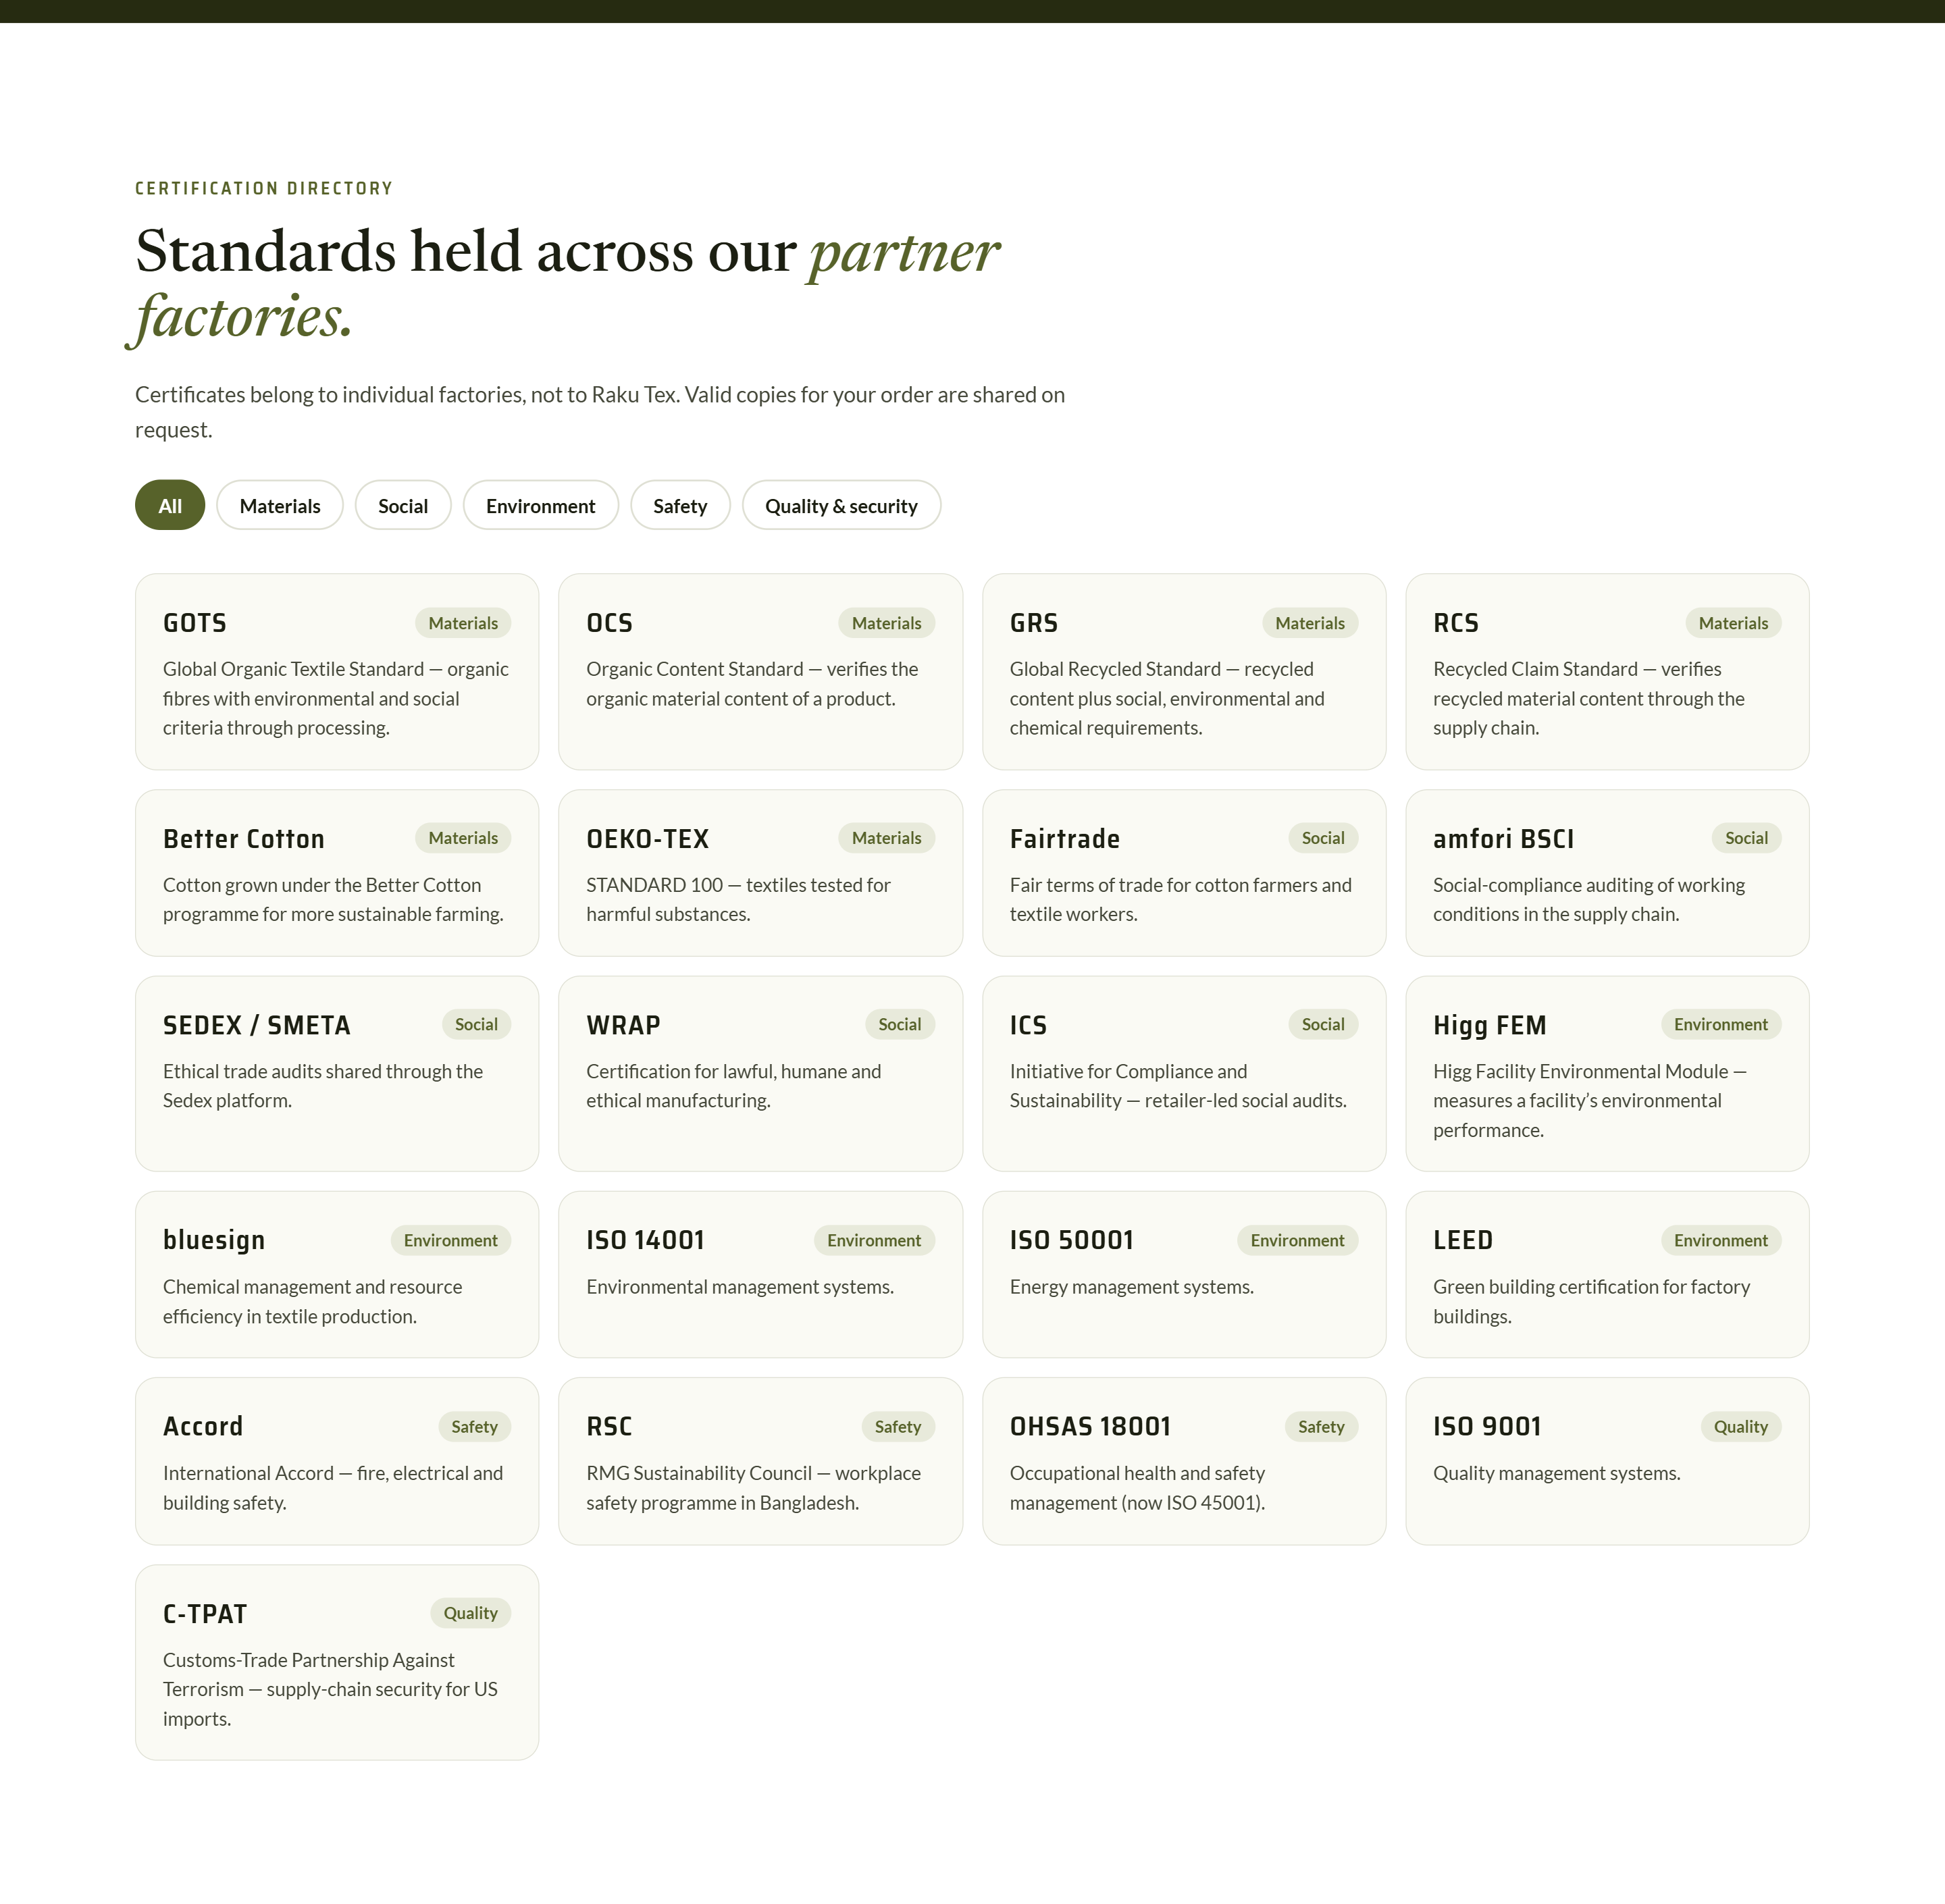 CERTIFICATION DIRECTORY
Standards held across our partner
factories.
Certificates belong to individual factories, not to Raku Tex. Valid copies for your order are shared on
request.
All
Materials
Social
Environment
Safety
Quality & security
GOTS
Materials
Global Organic Textile Standard — organic
fibres with environmental and social
criteria through processing.
OCS
Materials
Organic Content Standard — verifies the
organic material content of a product.
GRS
Materials
Global Recycled Standard — recycled
content plus social, environmental and
chemical requirements.
RCS
Materials
Recycled Claim Standard — verifies
recycled material content through the
supply chain.
Better Cotton
Materials
Cotton grown under the Better Cotton
programme for more sustainable farming.
OEKO-TEX
Materials
STANDARD 100 — textiles tested for
harmful substances.
Fairtrade
Social
Fair terms of trade for cotton farmers and
textile workers.
amfori BSCI
Social
Social-compliance auditing of working
conditions in the supply chain.
SEDEX / SMETA
Social
Ethical trade audits shared through the
Sedex platform.
WRAP
Social
Certification for lawful, humane and
ethical manufacturing.
ICS
Social
Initiative for Compliance and
Sustainability — retailer-led social audits.
Higg FEM
Environment
Higg Facility Environmental Module —
measures a facility’s environmental
performance.
bluesign
Environment
Chemical management and resource
efficiency in textile production.
ISO 14001
Environment
Environmental management systems.
ISO 50001
Environment
Energy management systems.
LEED
Environment
Green building certification for factory
buildings.
Accord
Safety
International Accord — fire, electrical and
building safety.
RSC
Safety
RMG Sustainability Council — workplace
safety programme in Bangladesh.
OHSAS 18001
Safety
Occupational health and safety
management (now ISO 45001).
ISO 9001
Quality
Quality management systems.
C-TPAT
Quality
Customs-Trade Partnership Against
Terrorism — supply-chain security for US
imports.